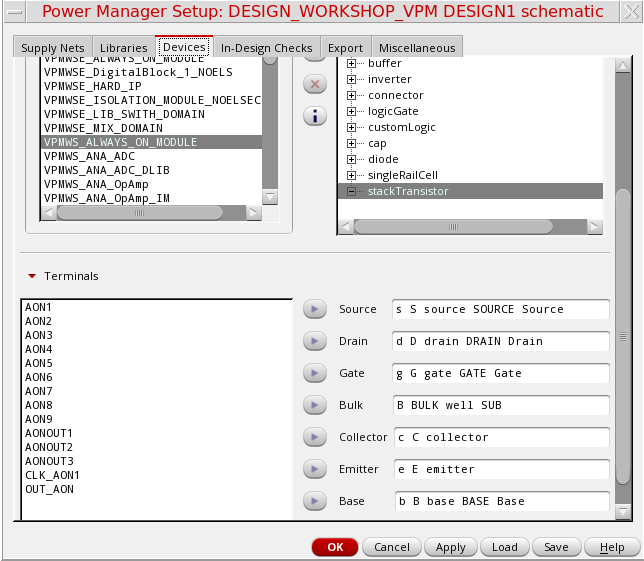 Power Manager Setup: DESIGN_WORKSHOP_VPM DESIGN1 schematic
Supply Nets Libraries Devices In-Design Checks Export Miscellaneous
VPMWSE_ALWAYS_ON_MODULE
VPMWSE_DigitalBlock_1_NOELS
VPMWSE_HARD_IP
VPMWSE_ISOLATION_MODULE_NOELSEC
VPMWSE_LIB_SWITH_DOMAIN
VPMWSE_MIX_DOMAIN
VPMWS_ALWAYS_ON_MODULE
VPMWS_ANA_ADC
VPMWS_ANA_ADC_DLIB
VPMWS_ANA_OpAmp
VPMWS_ANA_OpAmp_IM
buffer
inverter
connector
logicGate
customLogic
cap
diode
singleRailCell
stackTransistor
Terminals
AON1
AON2
AON3
AON4
AON5
AON6
AON7
AON8
AON9
AONOUT1
AONOUT2
AONOUT3
CLK_AON1
OUT_AON
Source s S source SOURCE Source
Drain d D drain DRAIN Drain
Gate g G gate GATE Gate
Bulk B BULK well SUB
Collector c C collector
Emitter e E emitter
Base b B base BASE Base
OK Cancel Apply Load Save Help